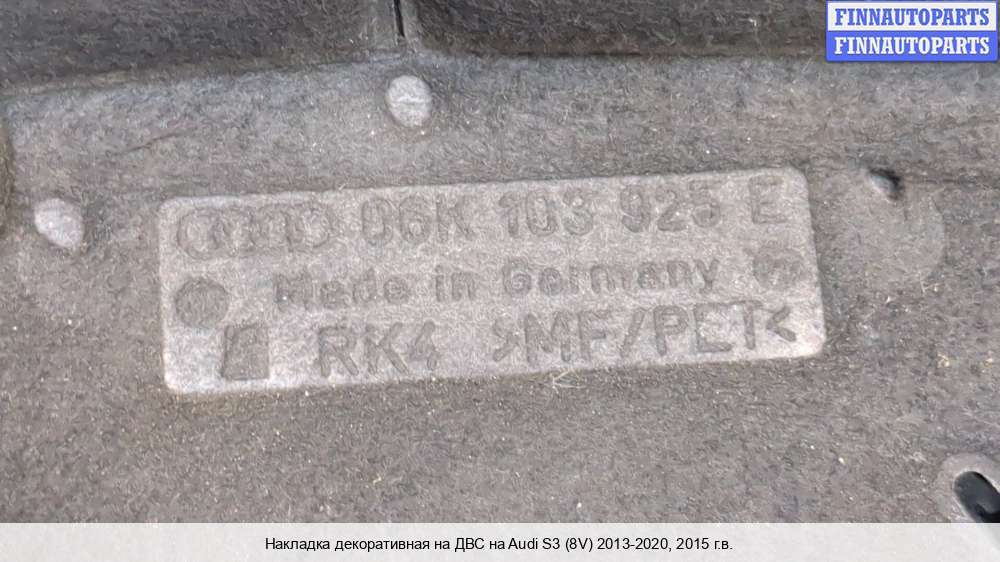 FINNAUTOPARTS
FINNAUTOPARTS
Audi 06K 103 925 E
Made in Germany
RK4 >MF/PET<
Накладка декоративная на ДВС на Audi S3 (8V) 2013-2020, 2015 г.в.